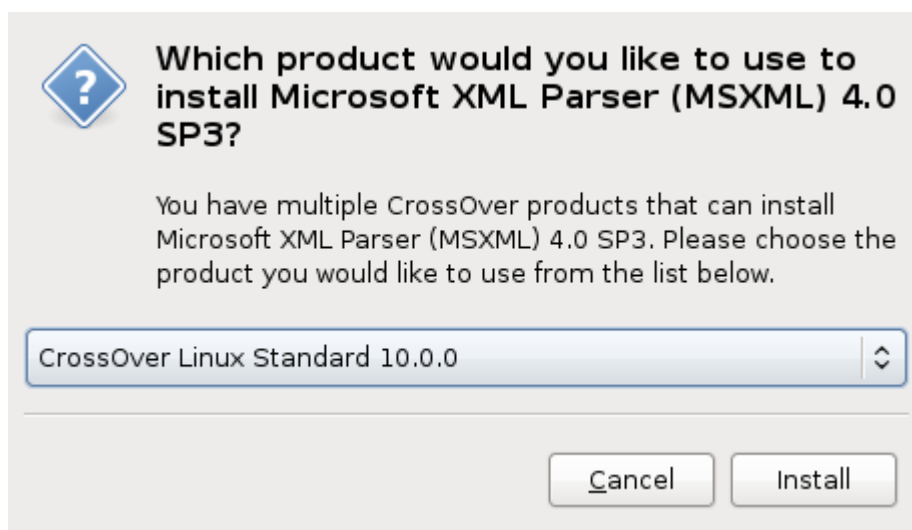 Which product would you like to use to
install Microsoft XML Parser (MSXML) 4.0
SP3?
You have multiple CrossOver products that can install
Microsoft XML Parser (MSXML) 4.0 SP3. Please choose the
product you would like to use from the list below.
CrossOver Linux Standard 10.0.0
Cancel Install